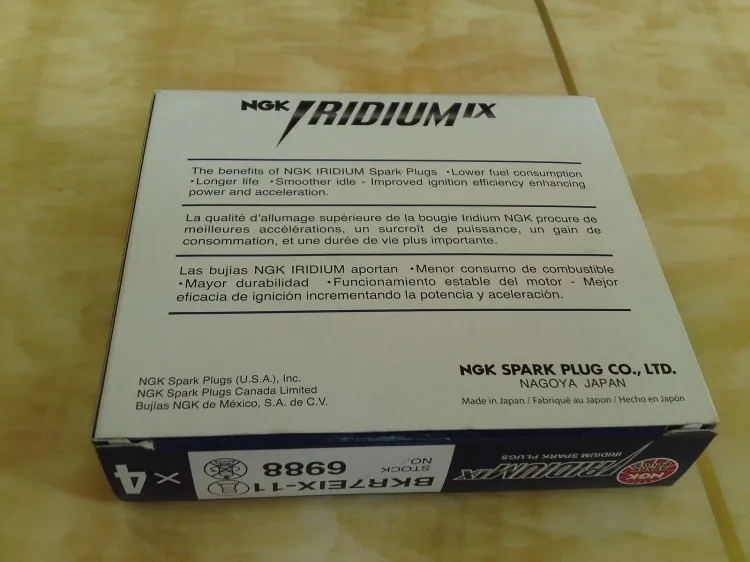 NGK IRIDIUM IX
The benefits of NGK IRIDIUM Spark Plugs •Lower fuel consumption
•Longer life •Smoother idle - Improved ignition efficiency enhancing
power and acceleration.
La qualité d'allumage supérieure de la bougie Iridium NGK procure de
meilleures accélérations, un surcroît de puissance, un gain de
consommation, et une durée de vie plus importante.
Las bujías NGK IRIDIUM aportan •Menor consumo de combustible
•Mayor durabilidad •Funcionamiento estable del motor - Mejor
eficacia de ignición incrementando la potencia y aceleración.
NGK Spark Plugs (U.S.A.), Inc.
NGK Spark Plugs Canada Limited
Bujías NGK de México, S.A. de C.V.
NGK SPARK PLUG CO., LTD.
NAGOYA JAPAN
Made in Japan / Fabriqué au Japon / Hecho en Japón
NGK
IRIDIUM IX
IRIDIUM SPARK PLUGS
BKR7EIX-11
STOCK
NO.
6988
× 4